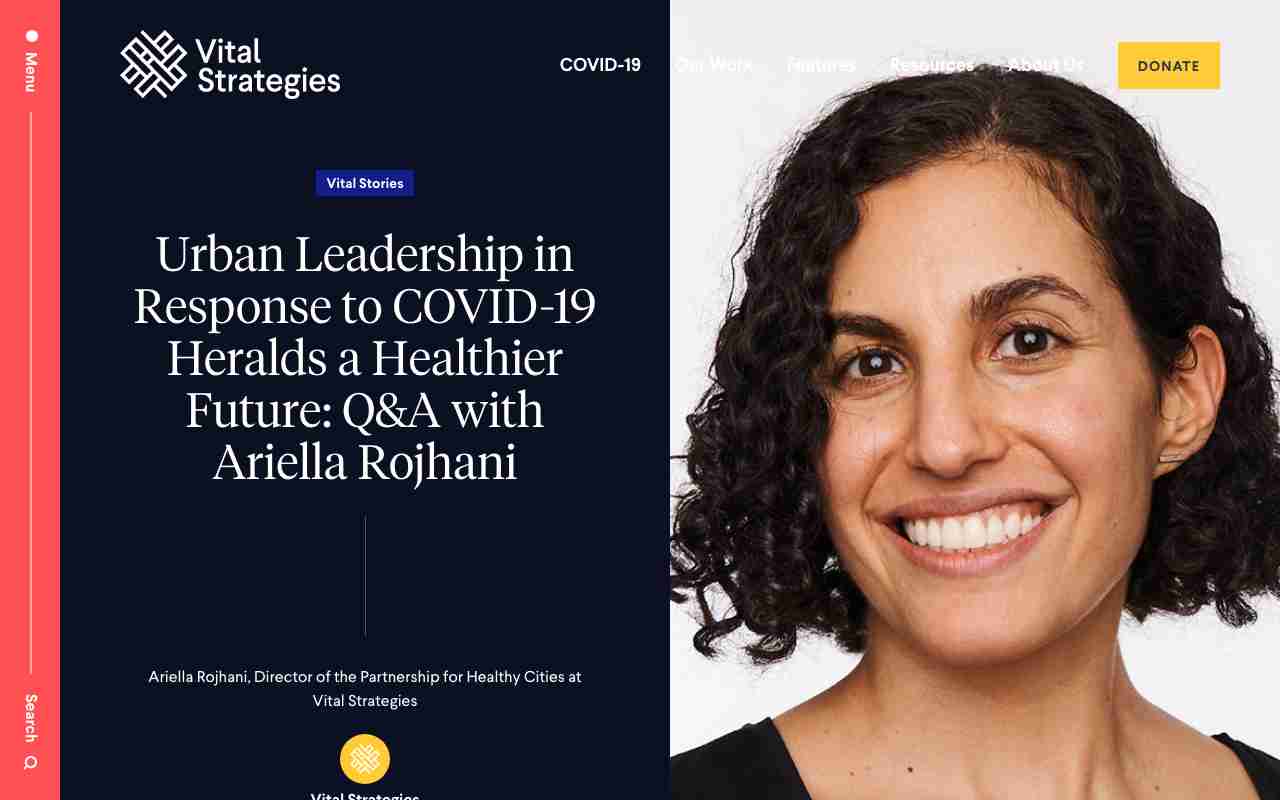 Menu
Vital
Strategies
COVID-19 Our Work Features Resources About Us DONATE
Vital Stories
Urban Leadership in
Response to COVID-19
Heralds a Healthier
Future: Q&A with
Ariella Rojhani
Ariella Rojhani, Director of the Partnership for Healthy Cities at
Vital Strategies
Vital Strategies
Search